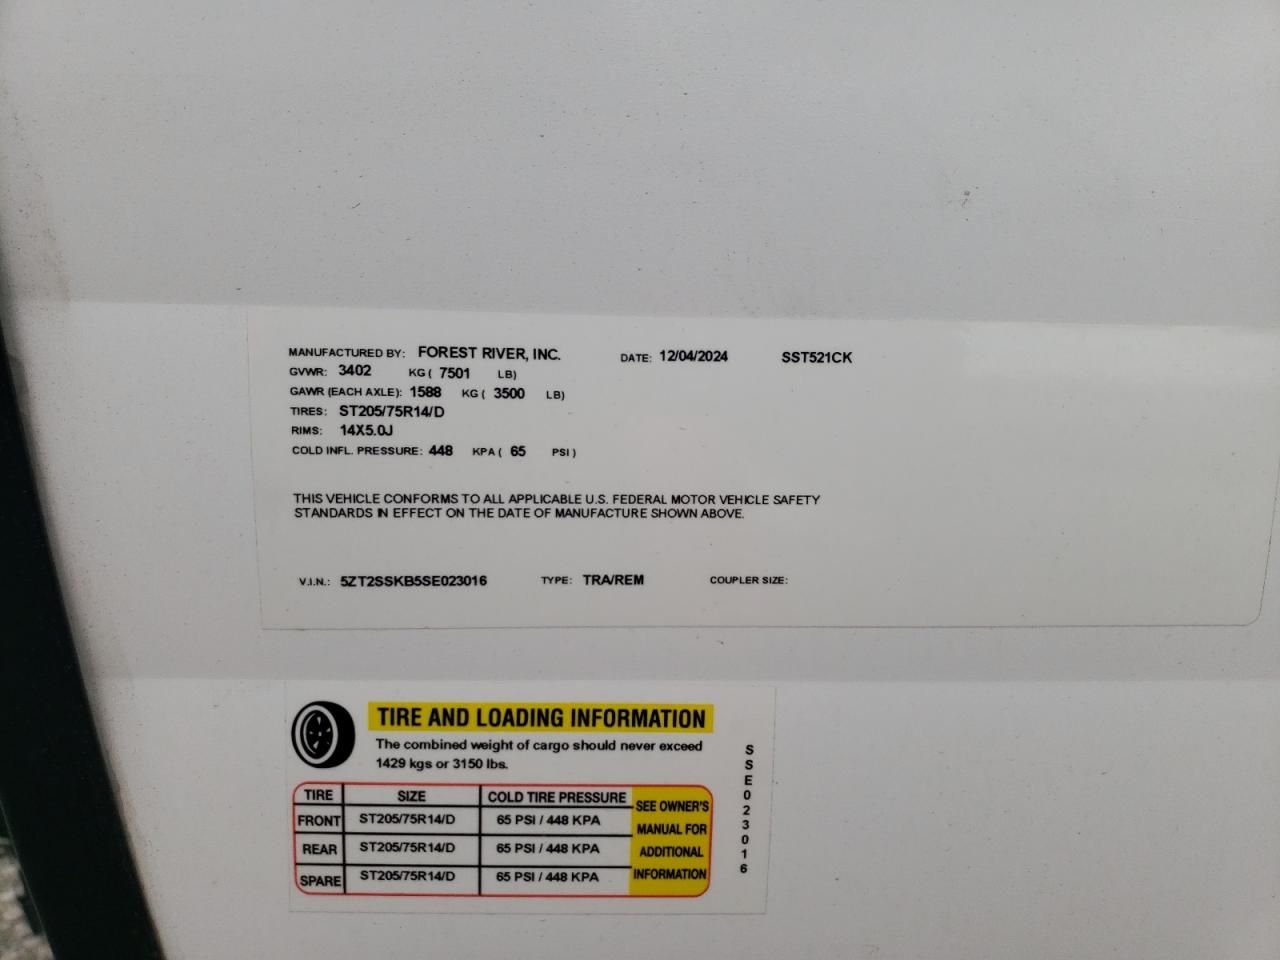 MANUFACTURED BY: FOREST RIVER, INC. DATE: 12/04/2024 SST521CK
GVWR: 3402 KG ( 7501 LB)
GAWR (EACH AXLE): 1588 KG ( 3500 LB)
TIRES: ST205/75R14/D
RIMS: 14X5.0J
COLD INFL. PRESSURE: 448 KPA ( 65 PSI )
THIS VEHICLE CONFORMS TO ALL APPLICABLE U.S. FEDERAL MOTOR VEHICLE SAFETY
STANDARDS IN EFFECT ON THE DATE OF MANUFACTURE SHOWN ABOVE.
V.I.N.: 5ZT2SSKB5SE023016 TYPE: TRA/REM COUPLER SIZE:
TIRE AND LOADING INFORMATION
The combined weight of cargo should never exceed
1429 kgs or 3150 lbs.
TIRE SIZE COLD TIRE PRESSURE
FRONT ST205/75R14/D 65 PSI / 448 KPA
REAR ST205/75R14/D 65 PSI / 448 KPA
SPARE ST205/75R14/D 65 PSI / 448 KPA
SEE OWNER'S
MANUAL FOR
ADDITIONAL
INFORMATION
SSE023016